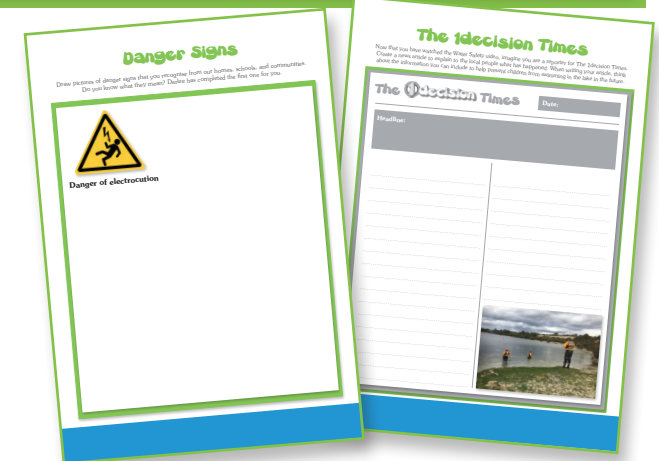 Danger Signs
Draw pictures of danger signs that you recognise from our homes, schools, and communities.
Do you know what they mean? Darlee has completed the first one for you.
Danger of electrocution
The 1decision Times
Now that you have watched the Water Safety video, imagine you are a reporter for The 1decision Times.
Create a news article to explain to the local people what has happened. When writing your article, think
about the information you can include to help prevent children from swimming in the lake in the future.
The 1decision Times
Date:
Headline: